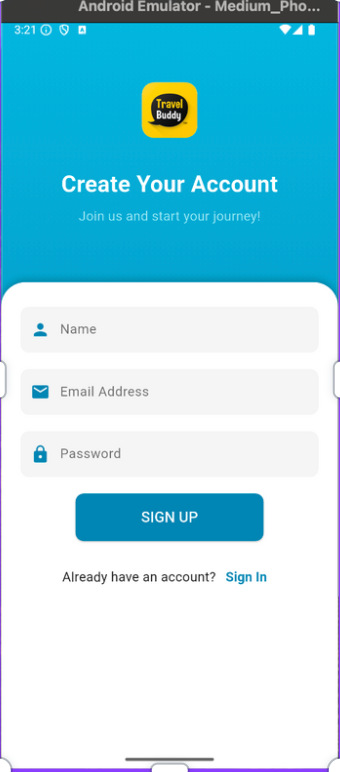 Android Emulator - Medium_Pho...
3:21
Travel
Buddy
Create Your Account
Join us and start your journey!
Name
Email Address
Password
SIGN UP
Already have an account? Sign In